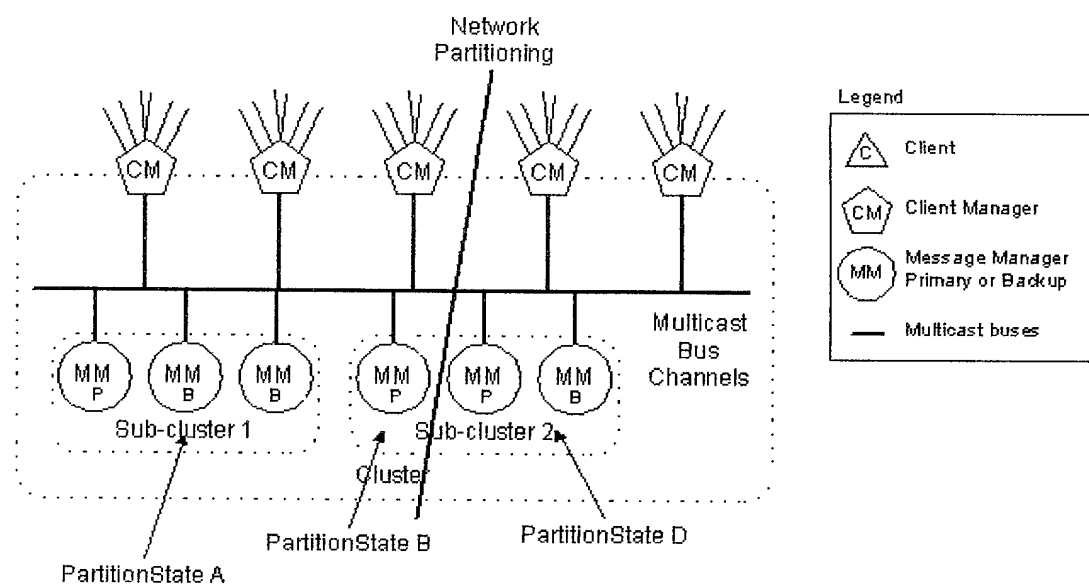 Network
Partitioning
CM CM CM CM CM
Multicast
Bus
Channels
MM P MM B MM B MM P MM P MM B
Sub-cluster 1 Sub-cluster 2
Cluster
PartitionState B PartitionState D
PartitionState A
Legend
C Client
CM Client Manager
MM Message Manager
Primary or Backup
Multicast buses